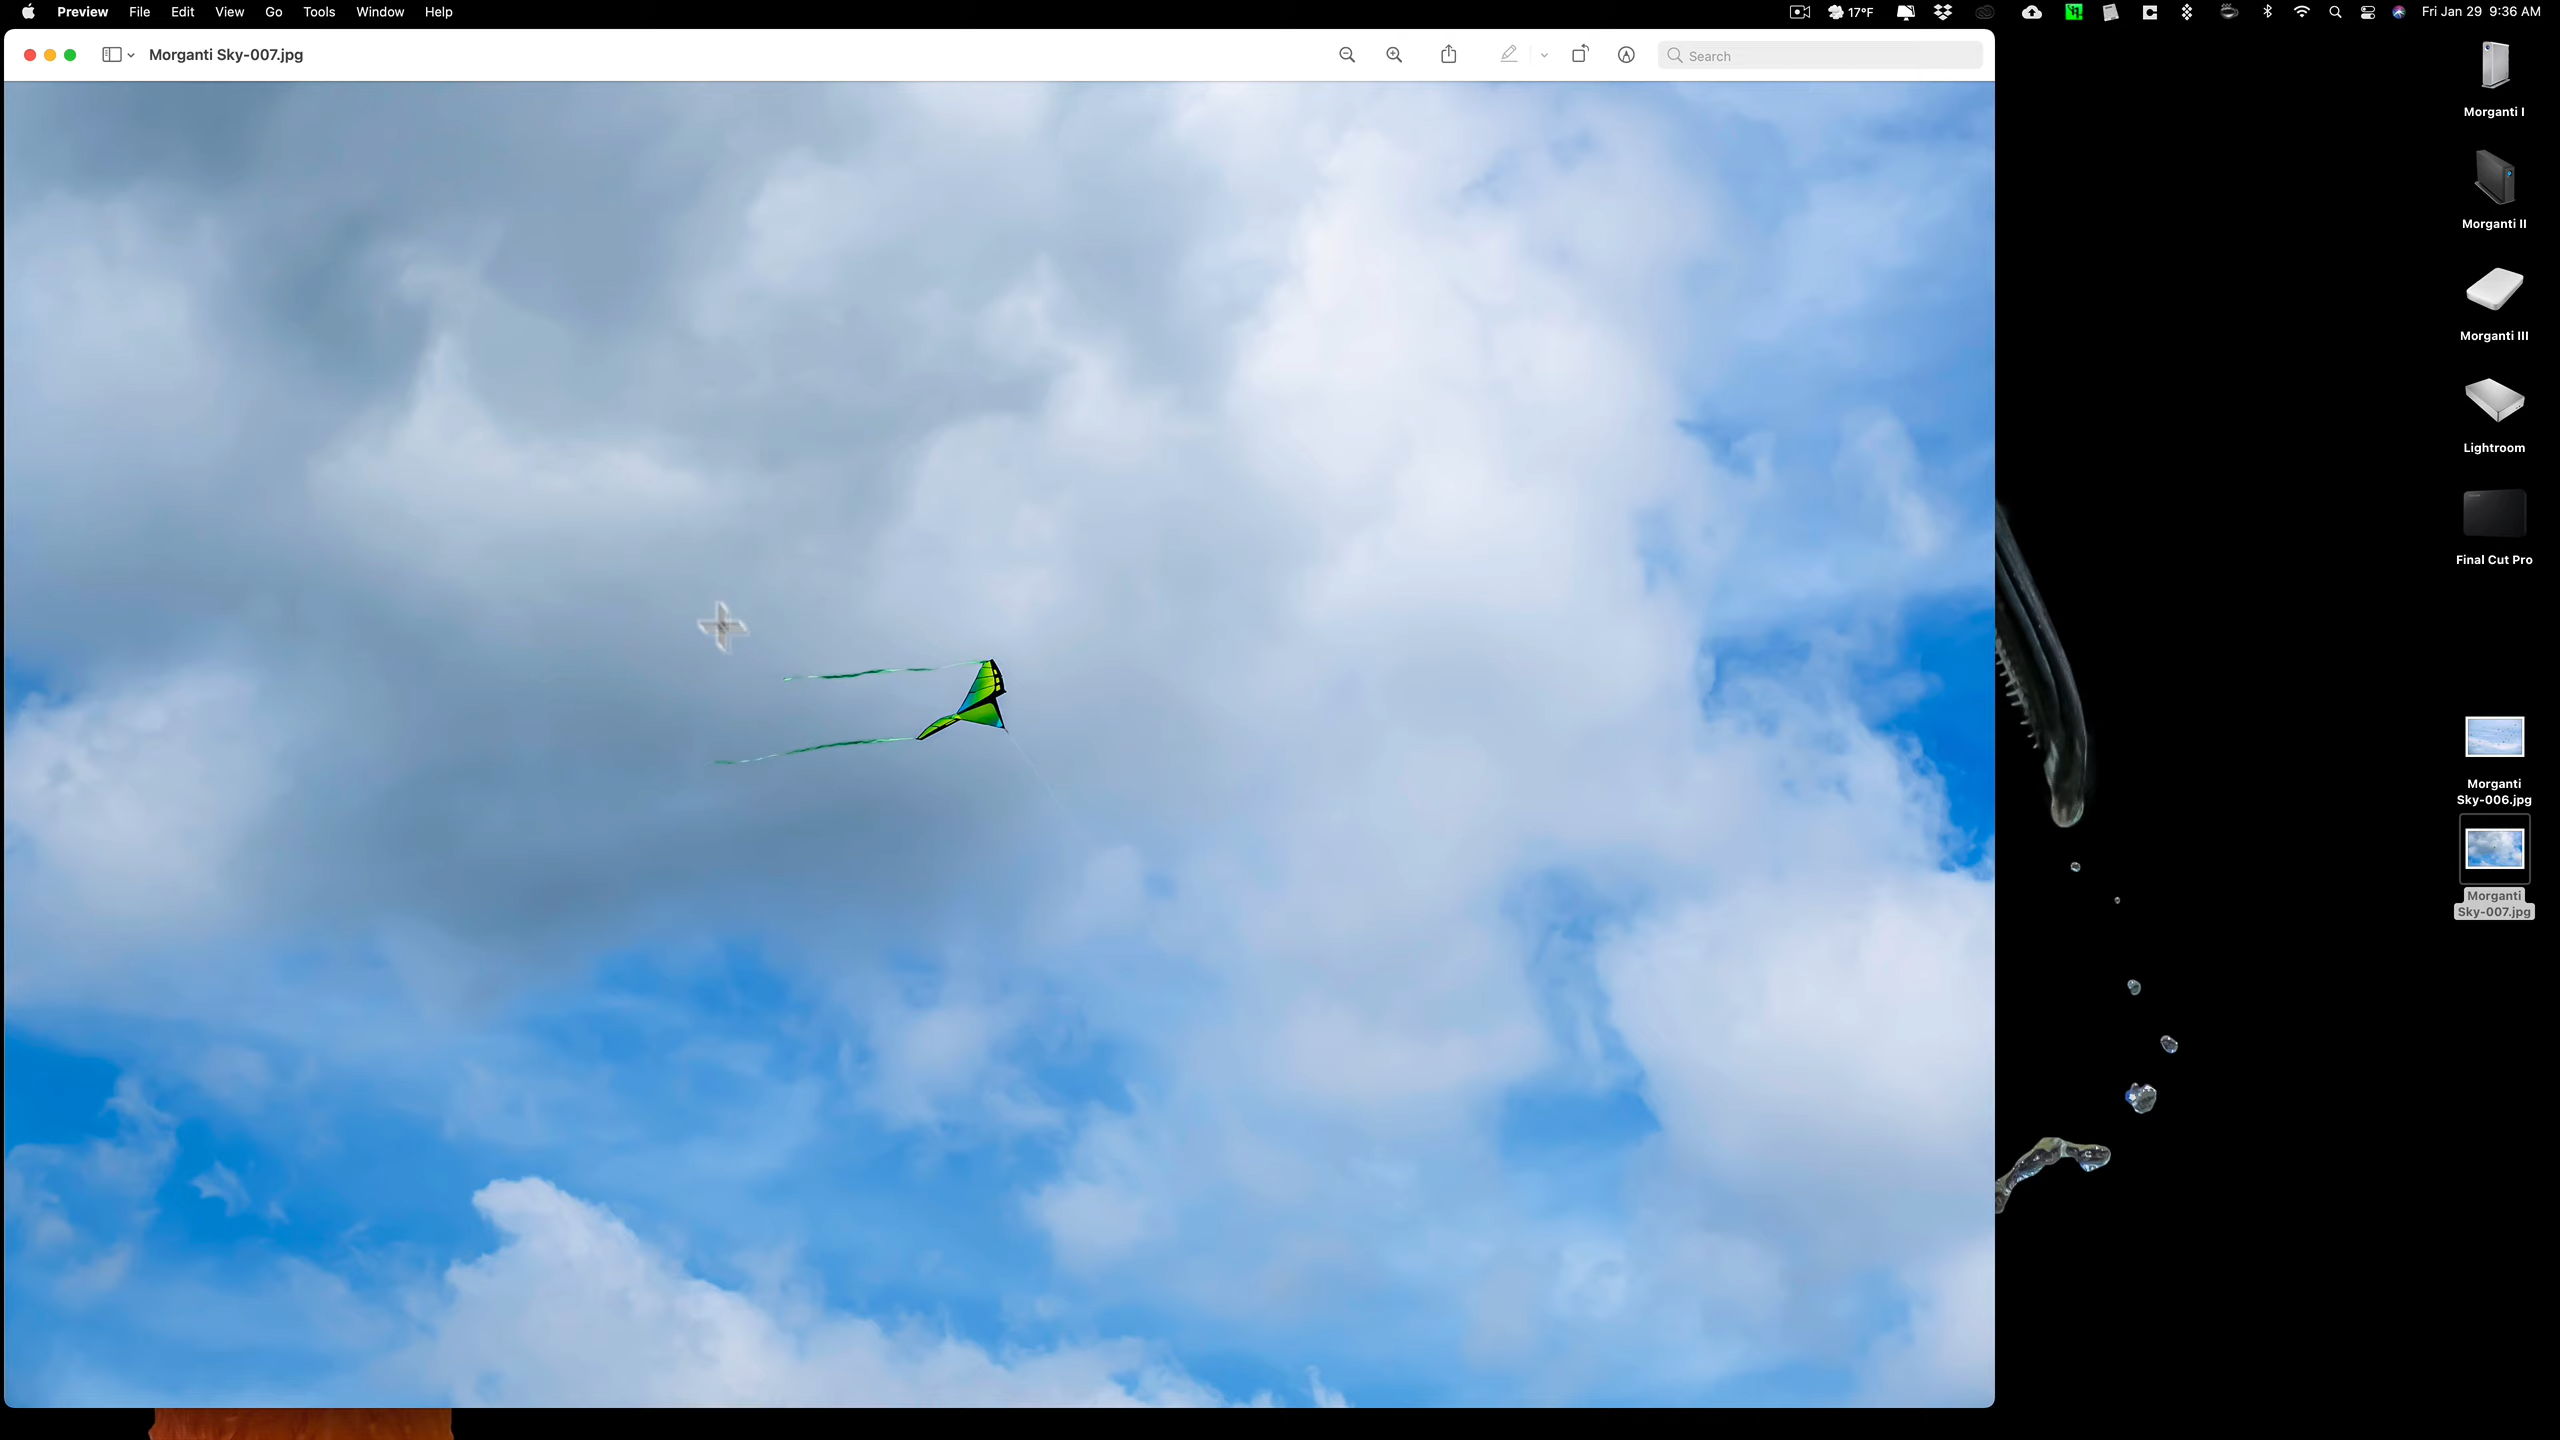 Preview File Edit View Go Tools Window Help 17°F Fri Jan 29 9:36 AM
Morganti Sky-007.jpg
Search
Morganti I
Morganti II
Morganti III
Lightroom
Final Cut Pro
Morganti
Sky-006.jpg
Morganti
Sky-007.jpg